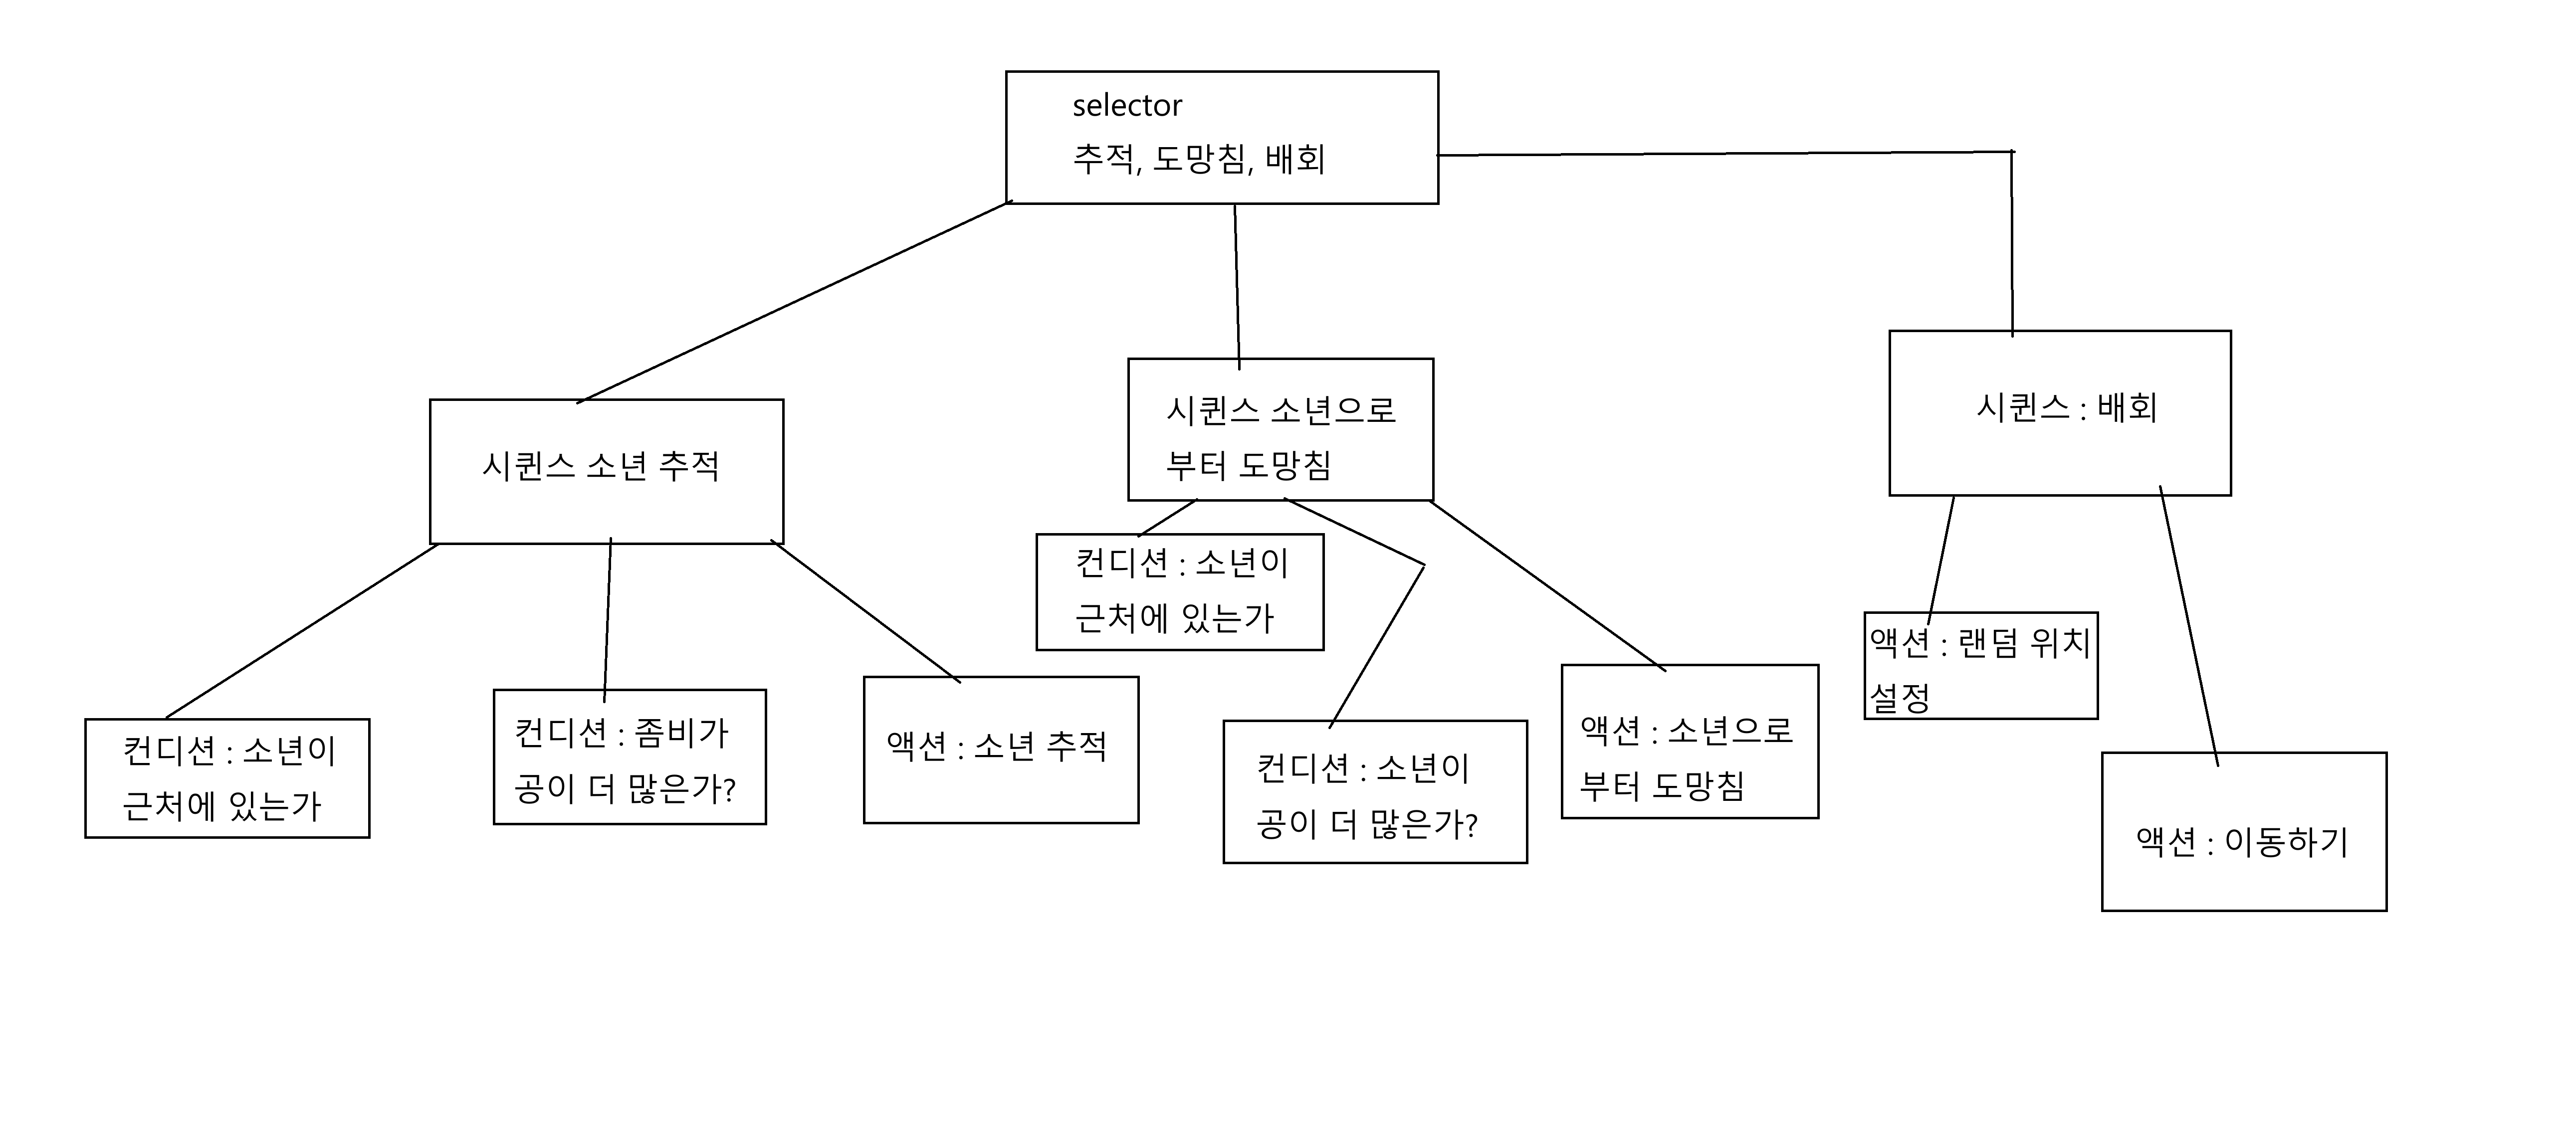 selector
추적, 도망침, 배회
시퀀스 소년 추적
시퀀스 소년으로
부터 도망침
시퀀스 : 배회
컨디션 : 소년이
근처에 있는가
컨디션 : 좀비가
공이 더 많은가?
액션 : 소년 추적
컨디션 : 소년이
근처에 있는가
컨디션 : 소년이
공이 더 많은가?
액션 : 소년으로
부터 도망침
액션 : 랜덤 위치
설정
액션 : 이동하기